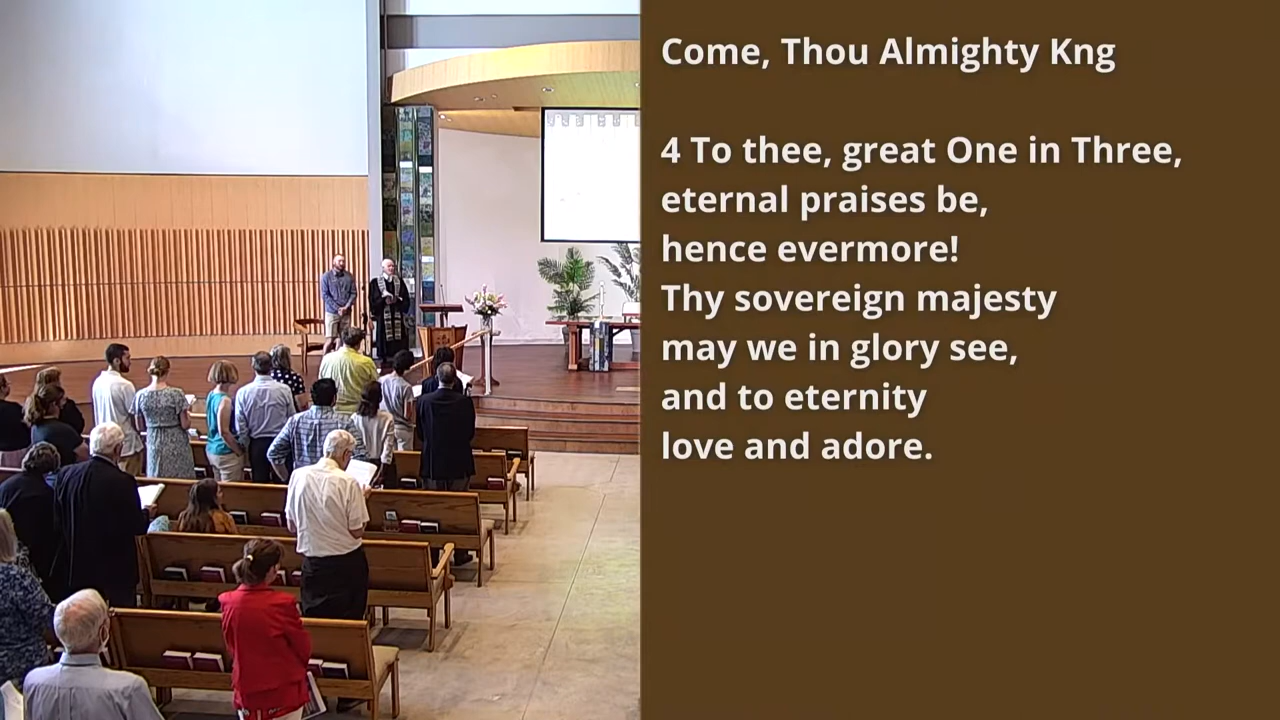 Come, Thou Almighty Kng
4 To thee, great One in Three,
eternal praises be,
hence evermore!
Thy sovereign majesty
may we in glory see,
and to eternity
love and adore.